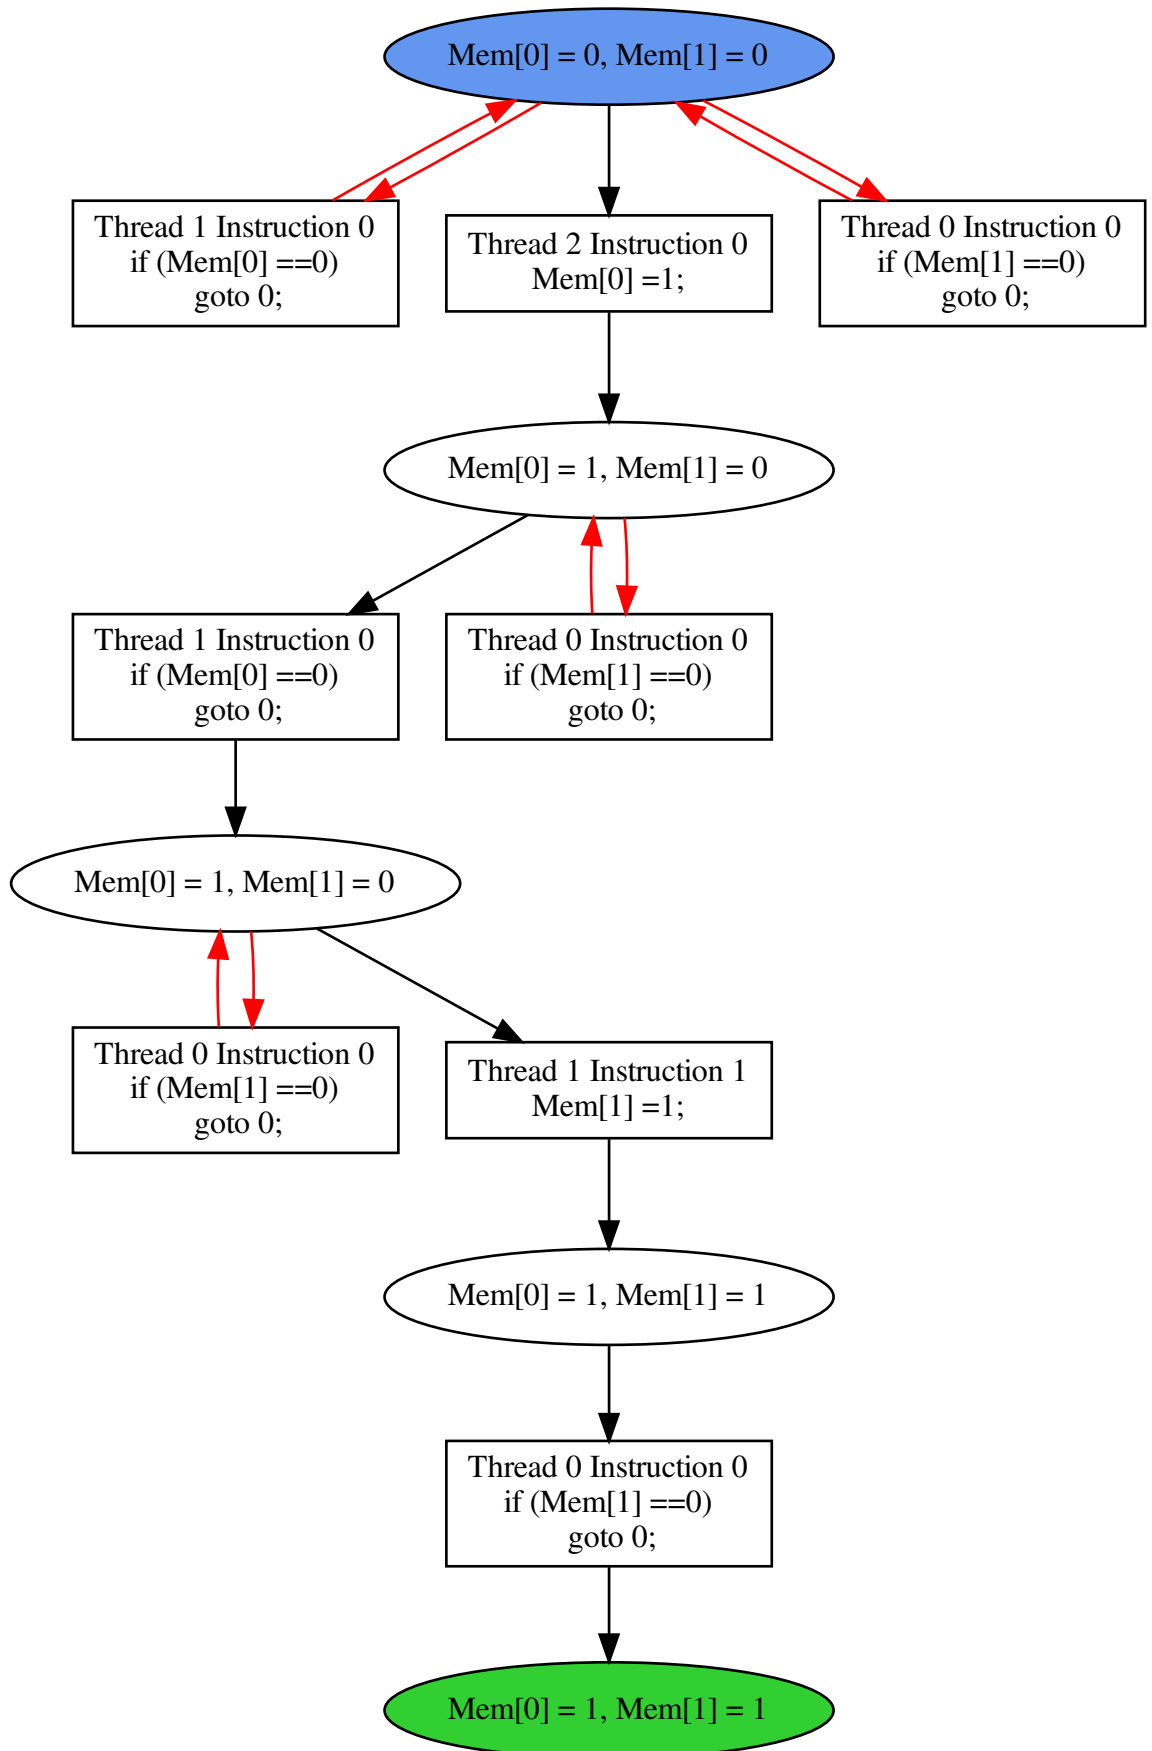 Mem[0] = 0, Mem[1] = 0
Thread 1 Instruction 0
if (Mem[0] ==0)
goto 0;
Thread 2 Instruction 0
Mem[0] =1;
Thread 0 Instruction 0
if (Mem[1] ==0)
goto 0;
Mem[0] = 1, Mem[1] = 0
Thread 1 Instruction 0
if (Mem[0] ==0)
goto 0;
Thread 0 Instruction 0
if (Mem[1] ==0)
goto 0;
Mem[0] = 1, Mem[1] = 0
Thread 0 Instruction 0
if (Mem[1] ==0)
goto 0;
Thread 1 Instruction 1
Mem[1] =1;
Mem[0] = 1, Mem[1] = 1
Thread 0 Instruction 0
if (Mem[1] ==0)
goto 0;
Mem[0] = 1, Mem[1] = 1